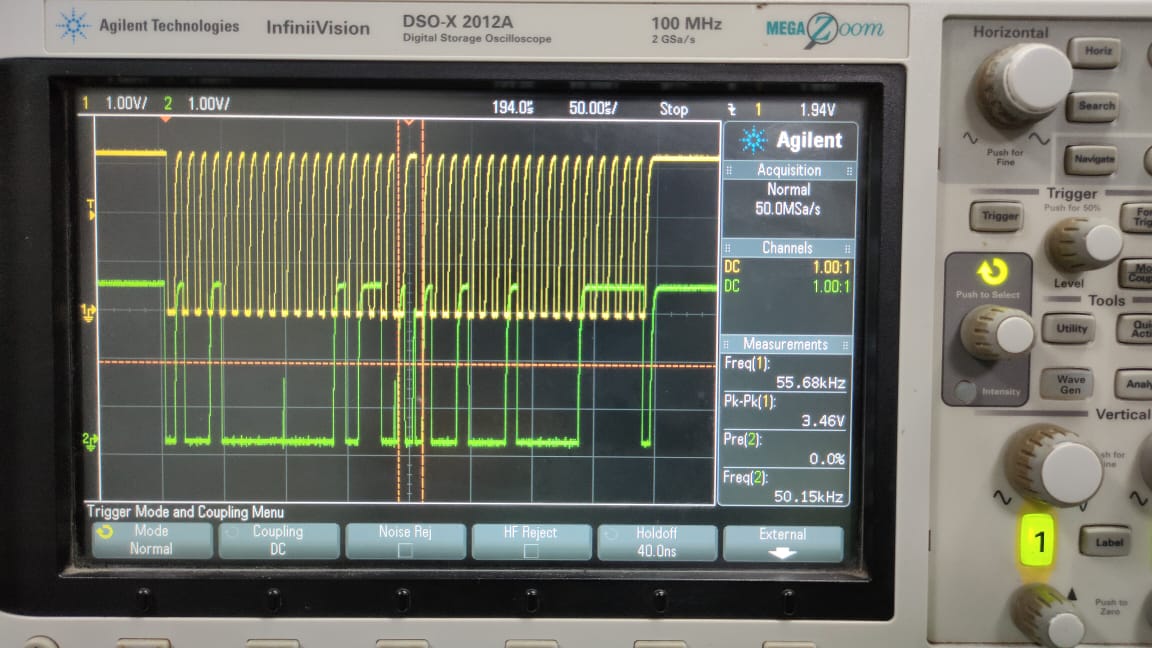 Agilent Technologies InfiniiVision DSO-X 2012A
Digital Storage Oscilloscope
100 MHz
2 GSa/s
MEGA Zoom
1 1.00V/ 2 1.00V/ 194.0us 50.00us/ Stop 1 1.94V
T
1
2
Agilent
Acquisition
Normal
50.0MSa/s
Channels
DC 1.00:1
DC 1.00:1
Measurements
Freq(1):
55.68kHz
Pk-Pk(1):
3.46V
Pre(2):
0.0%
Freq(2):
50.15kHz
Trigger Mode and Coupling Menu
Mode
Normal
Coupling
DC
Noise Rej
HF Reject
Holdoff
40.0ns
External
Horizontal
Horiz
Search
Push for
Fine
Navigate
Trigger
Push for 50%
Trigger
Level
Push to Select
Intensity
Tools
Utility
Wave
Gen
Vertical
1
Label
Push to
Zero